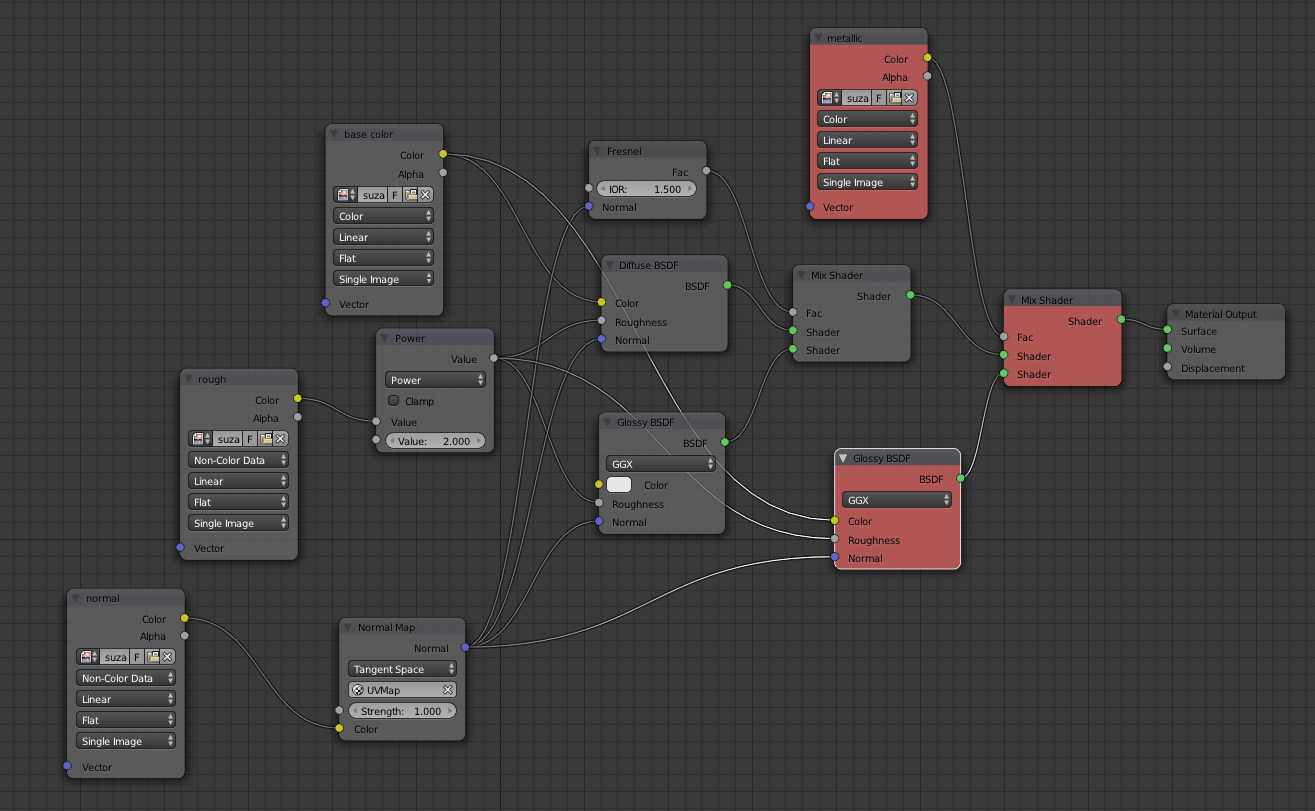 metallic
Color
Alpha
suza F
Color
Linear
Flat
Single Image
Vector
base color
Color
Alpha
suza F
Color
Linear
Flat
Single Image
Vector
Fresnel
Fac
IOR: 1.500
Normal
Diffuse BSDF
BSDF
Color
Roughness
Normal
Mix Shader
Shader
Fac
Shader
Shader
Mix Shader
Shader
Fac
Shader
Shader
Material Output
Surface
Volume
Displacement
Power
Value
Power
Clamp
Value
Value: 2.000
rough
Color
Alpha
suza F
Non-Color Data
Linear
Flat
Single Image
Vector
Glossy BSDF
BSDF
GGX
Color
Roughness
Normal
Glossy BSDF
BSDF
GGX
Color
Roughness
Normal
normal
Color
Alpha
suza F
Non-Color Data
Linear
Flat
Single Image
Vector
Normal Map
Normal
Tangent Space
UVMap
Strength: 1.000
Color